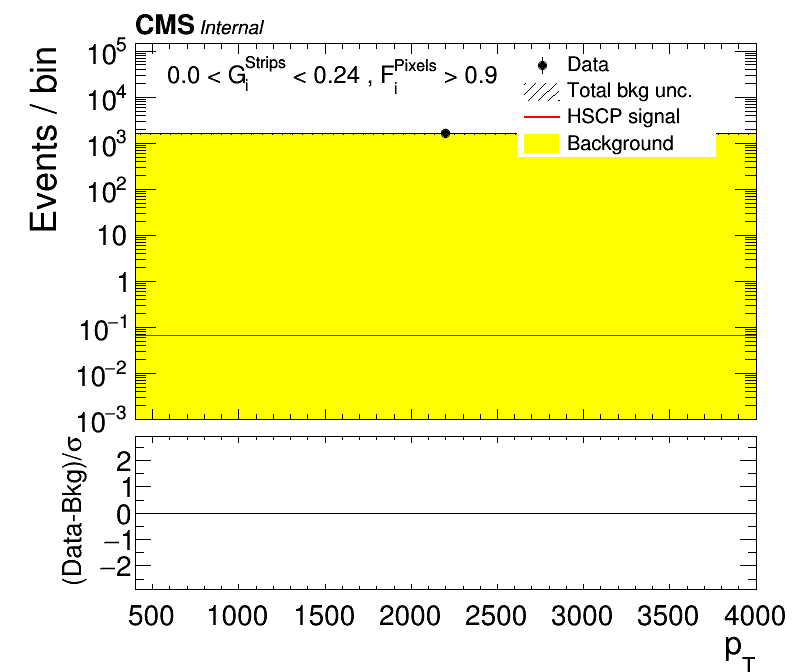 CMS Internal
0.0 < G_i^Strips < 0.24 , F_i^Pixels > 0.9
Data
Total bkg unc.
HSCP signal
Background
Events / bin
10^5
10^4
10^3
10^2
10
1
10^−1
10^−2
10^−3
(Data-Bkg)/σ
2
1
0
−1
−2
500 1000 1500 2000 2500 3000 3500 4000
p_T